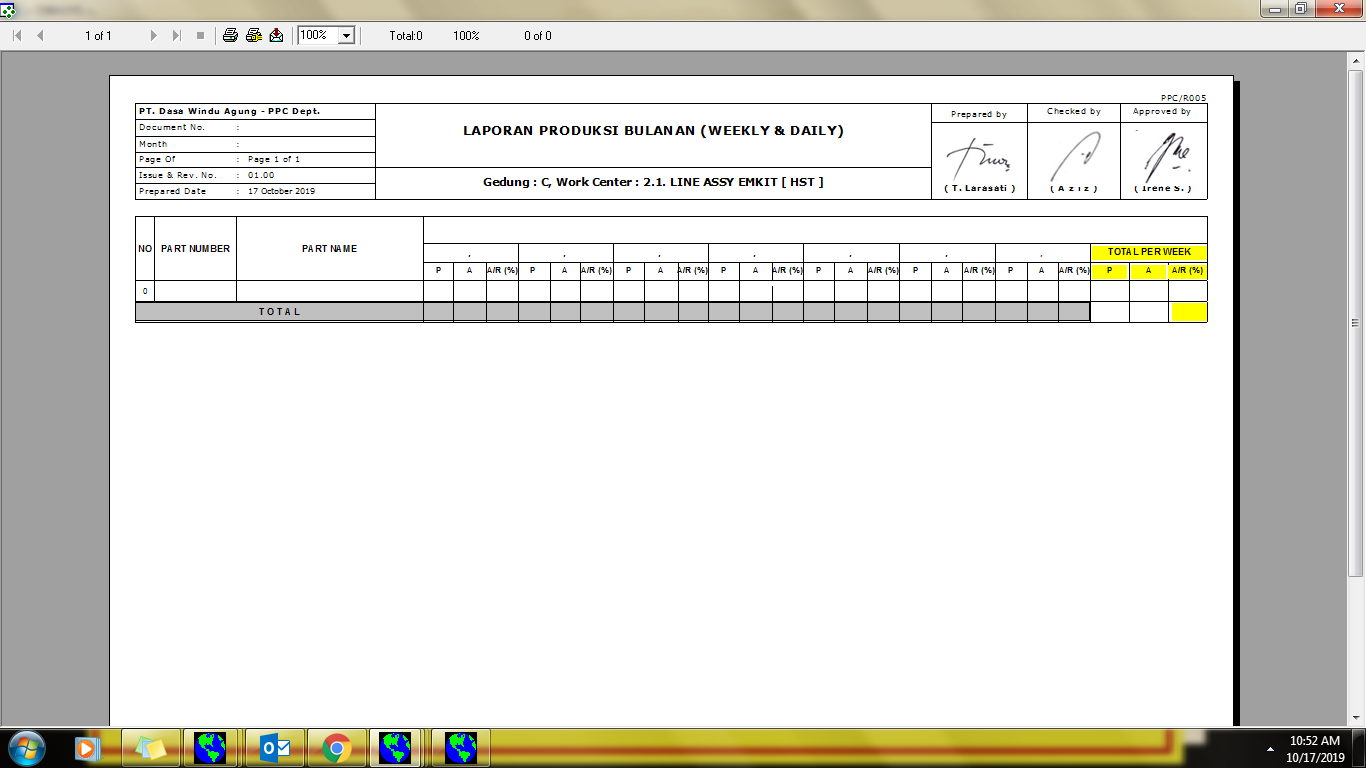 1 of 1
100%
Total:0
100%
0 of 0
PPC/R005
PT. Dasa Windu Agung - PPC Dept.
Document No. :
Month :
Page Of : Page 1 of 1
Issue & Rev. No. : 01.00
Prepared Date : 17 October 2019
LAPORAN PRODUKSI BULANAN (WEEKLY & DAILY)
Gedung : C, Work Center : 2.1. LINE ASSY EMKIT [ HST ]
Prepared by Checked by Approved by
( T. Larasati ) ( A z i z ) ( Irene S. )
NO PART NUMBER PART NAME
, , , , , , , TOTAL PER WEEK
P A A/R (%) P A A/R (%) P A A/R (%) P A A/R (%) P A A/R (%) P A A/R (%) P A A/R (%) P A A/R (%)
0
T O T A L
10:52 AM
10/17/2019